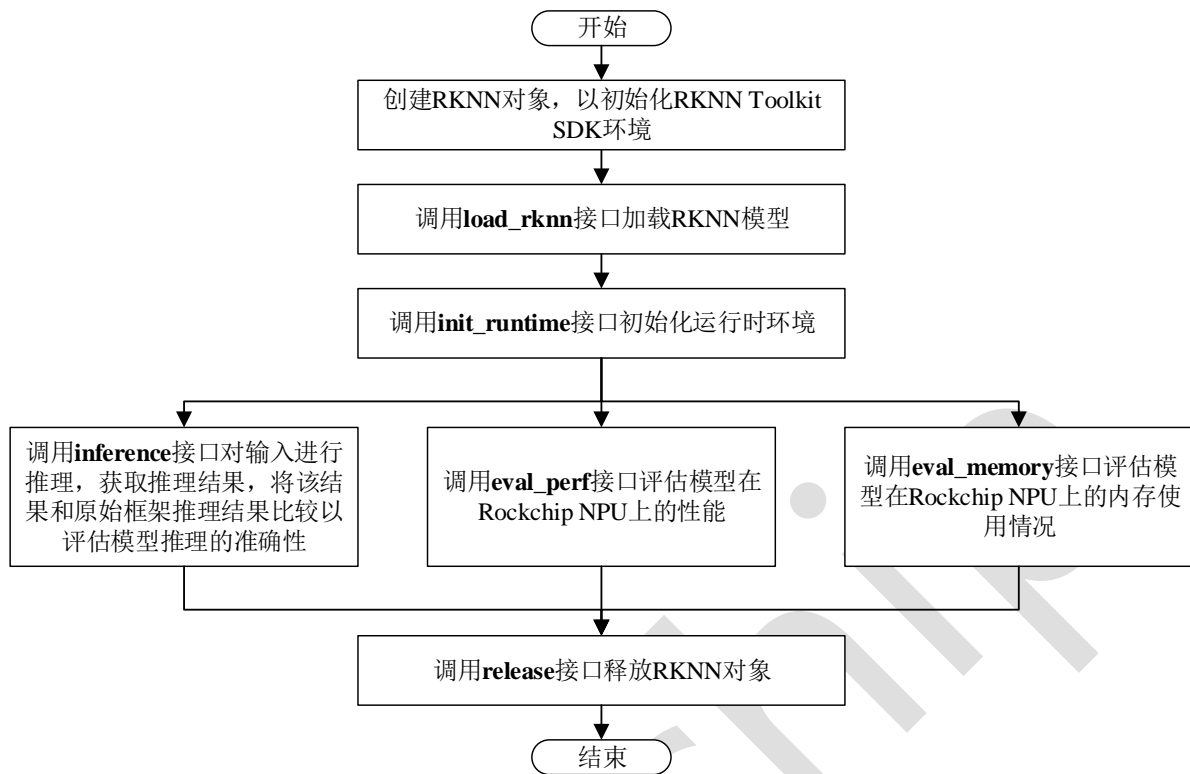 开始
创建RKNN对象，以初始化RKNN Toolkit
SDK环境
调用load_rknn接口加载RKNN模型
调用init_runtime接口初始化运行时环境
调用inference接口对输入进行
推理，获取推理结果，将该结
果和原始框架推理结果比较以
评估模型推理的准确性
调用eval_perf接口评估模型在
Rockchip NPU上的性能
调用eval_memory接口评估模
型在Rockchip NPU上的内存使
用情况
调用release接口释放RKNN对象
结束